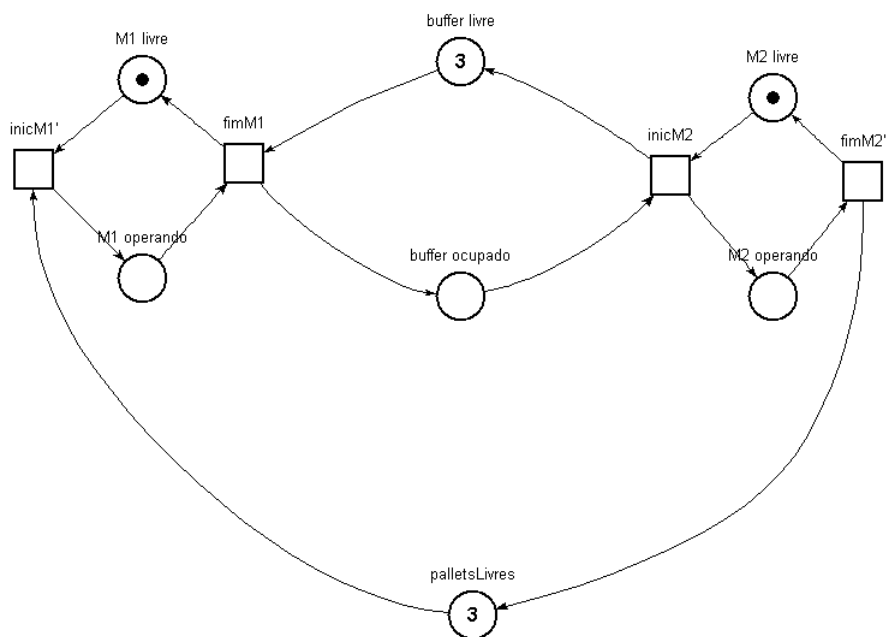 buffer livre
M1 livre
3
M2 livre
inicM1'
fimM1
inicM2
fimM2'
M1 operando
buffer ocupado
M2 operando
palletsLivres
3